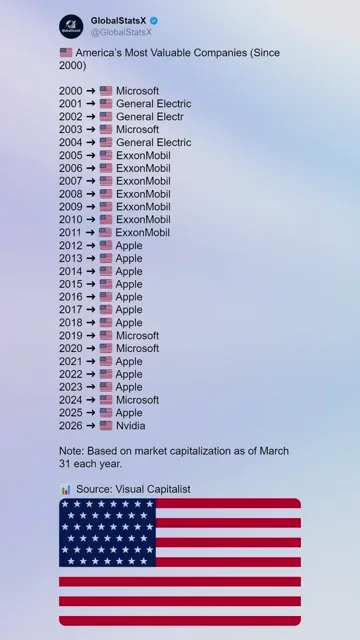 GlobalStatsX
@GlobalStatsX
🇺🇸 America's Most Valuable Companies (Since
2000)
2000 → 🇺🇸 Microsoft
2001 → 🇺🇸 General Electric
2002 → 🇺🇸 General Electr
2003 → 🇺🇸 Microsoft
2004 → 🇺🇸 General Electric
2005 → 🇺🇸 ExxonMobil
2006 → 🇺🇸 ExxonMobil
2007 → 🇺🇸 ExxonMobil
2008 → 🇺🇸 ExxonMobil
2009 → 🇺🇸 ExxonMobil
2010 → 🇺🇸 ExxonMobil
2011 → 🇺🇸 ExxonMobil
2012 → 🇺🇸 Apple
2013 → 🇺🇸 Apple
2014 → 🇺🇸 Apple
2015 → 🇺🇸 Apple
2016 → 🇺🇸 Apple
2017 → 🇺🇸 Apple
2018 → 🇺🇸 Apple
2019 → 🇺🇸 Microsoft
2020 → 🇺🇸 Microsoft
2021 → 🇺🇸 Apple
2022 → 🇺🇸 Apple
2023 → 🇺🇸 Apple
2024 → 🇺🇸 Microsoft
2025 → 🇺🇸 Apple
2026 → 🇺🇸 Nvidia
Note: Based on market capitalization as of March
31 each year.
📊 Source: Visual Capitalist